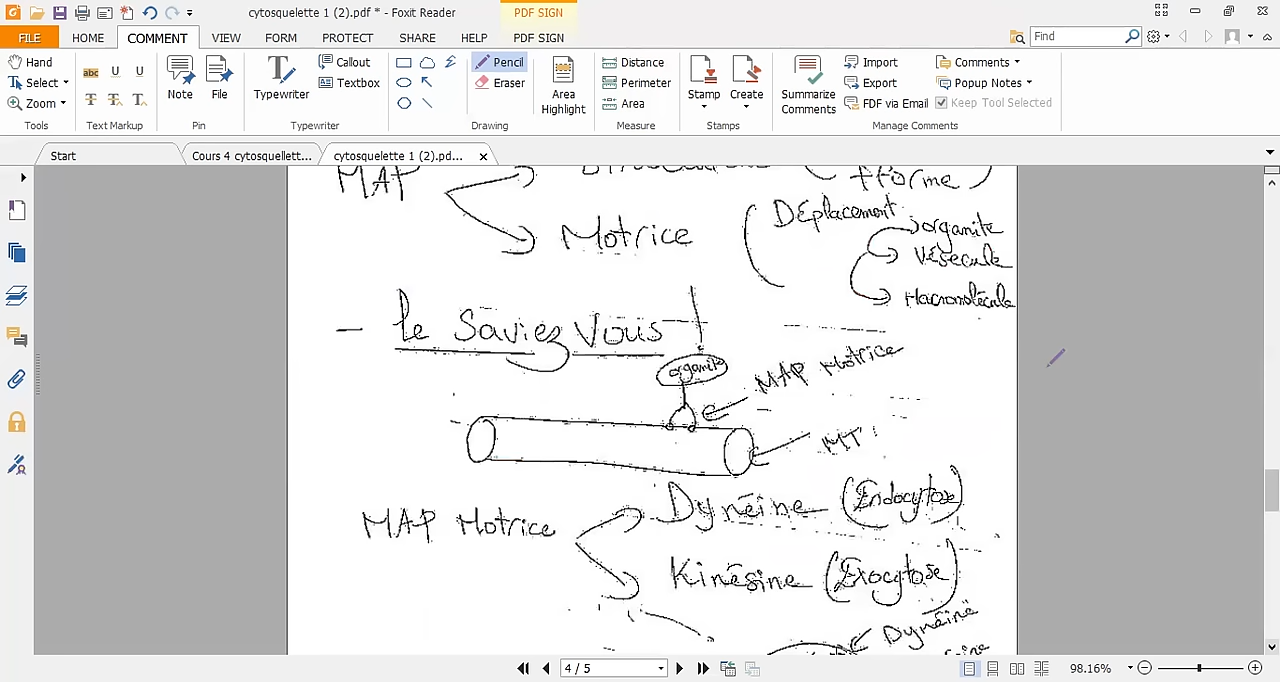 cytosquelette 1 (2).pdf * - Foxit Reader
PDF SIGN
FILE HOME COMMENT VIEW FORM PROTECT SHARE HELP PDF SIGN
Find
Hand
Select
Zoom
Tools
abc U U
T T T
Text Markup
Note
File
Pin
Typewriter
Callout
Textbox
Typewriter
Pencil
Eraser
Drawing
Area Highlight
Distance
Perimeter
Area
Measure
Stamp
Create
Stamps
Summarize Comments
Import
Export
FDF via Email
Comments
Popup Notes
Keep Tool Selected
Manage Comments
Start
Cours 4 cytosquellett...
cytosquelette 1 (2).pd...
MAP
fforme)
Motrice
(Déplacement
organite
Vésecule
Macromolécule
- le Saviez Vous !
organite
MAP Motrice
MT
MAP Motrice
Dynéine (Endocytose)
Kinésine (Exocytose)
Dynéine
4 / 5
98.16%